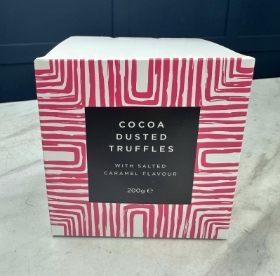 COCOA
DUSTED
TRUFFLES
WITH SALTED
CARAMEL FLAVOUR
200g ℮